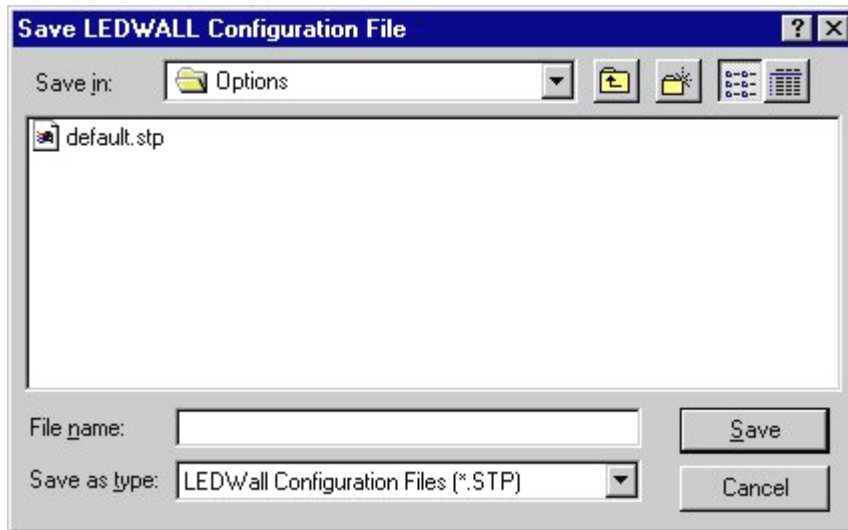 Save LEDWALL Configuration File
Save in: Options
default.stp
File name:
Save
Save as type: LEDWall Configuration Files (*.STP)
Cancel